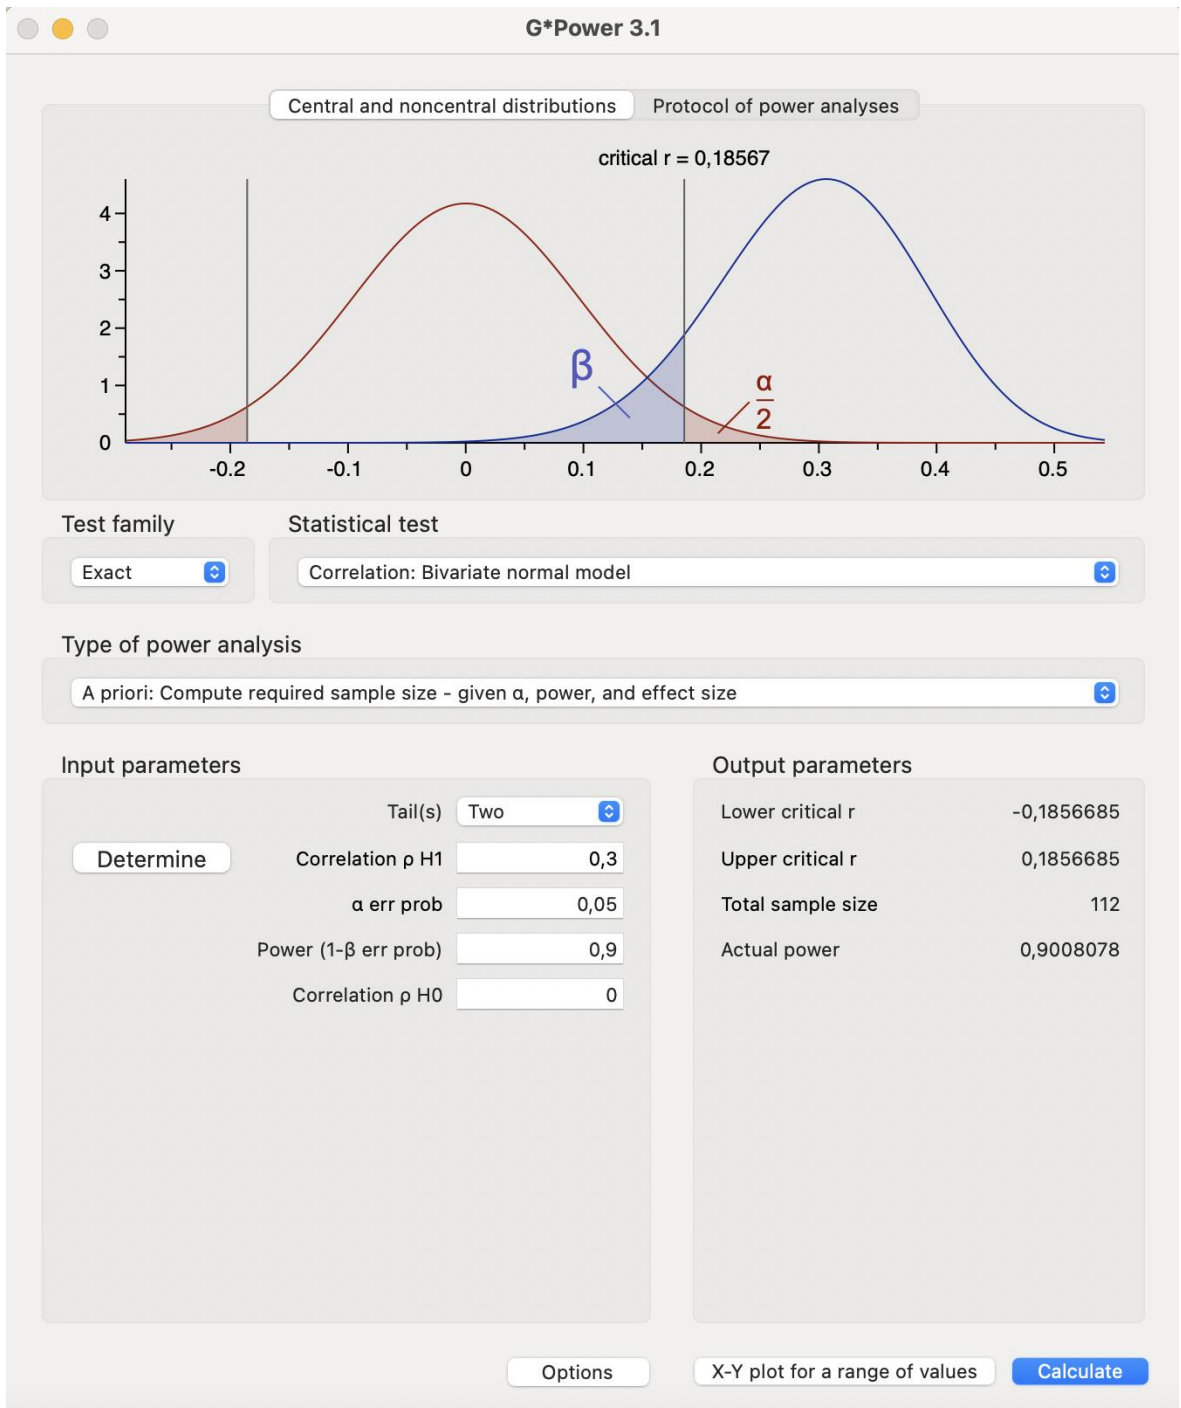 G*Power 3.1
Central and noncentral distributions
Protocol of power analyses
critical r = 0,18567
4
3
2
1
0
β
α
2
-0.2
-0.1
0
0.1
0.2
0.3
0.4
0.5
Test family
Statistical test
Exact
Correlation: Bivariate normal model
Type of power analysis
A priori: Compute required sample size - given α, power, and effect size
Input parameters
Output parameters
Tail(s) Two
Lower critical r -0,1856685
Determine
Correlation ρ H1 0,3
Upper critical r 0,1856685
α err prob 0,05
Total sample size 112
Power (1-β err prob) 0,9
Actual power 0,9008078
Correlation ρ H0 0
Options
X-Y plot for a range of values
Calculate